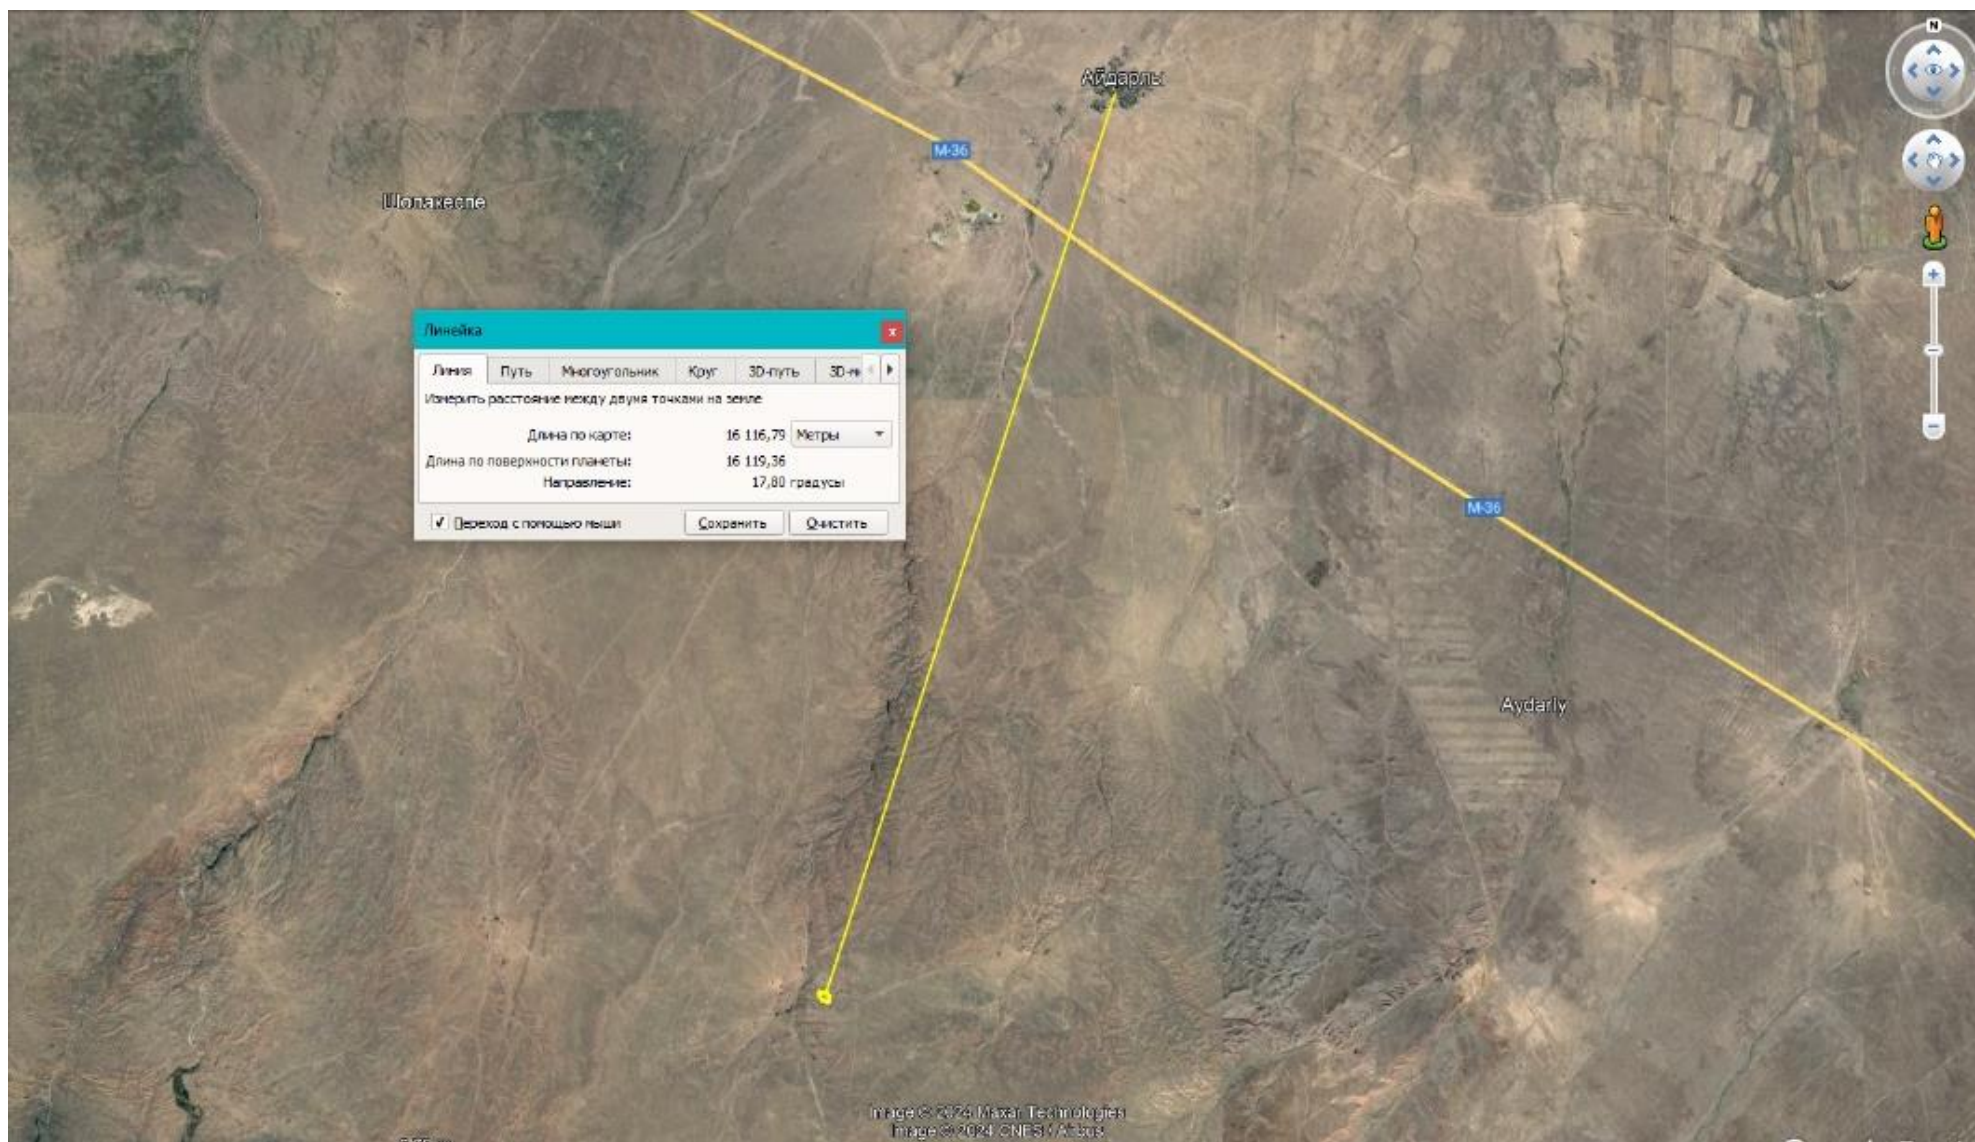 N
Айдарлы
М-36
Шолакеспе
Линейка
Линия Путь Многоугольник Круг 3D-путь
Измерить расстояние между двумя точками на земле
Длина по карте: 16 116,79 Метры
Длина по поверхности планеты: 16 119,36
Направление: 17,80 градусы
М-36
Переход с помощью мыши Сохранить Очистить
Aydarly
Image © 2024 Maxar Technologies
Image © 2024 CNES / Airbus